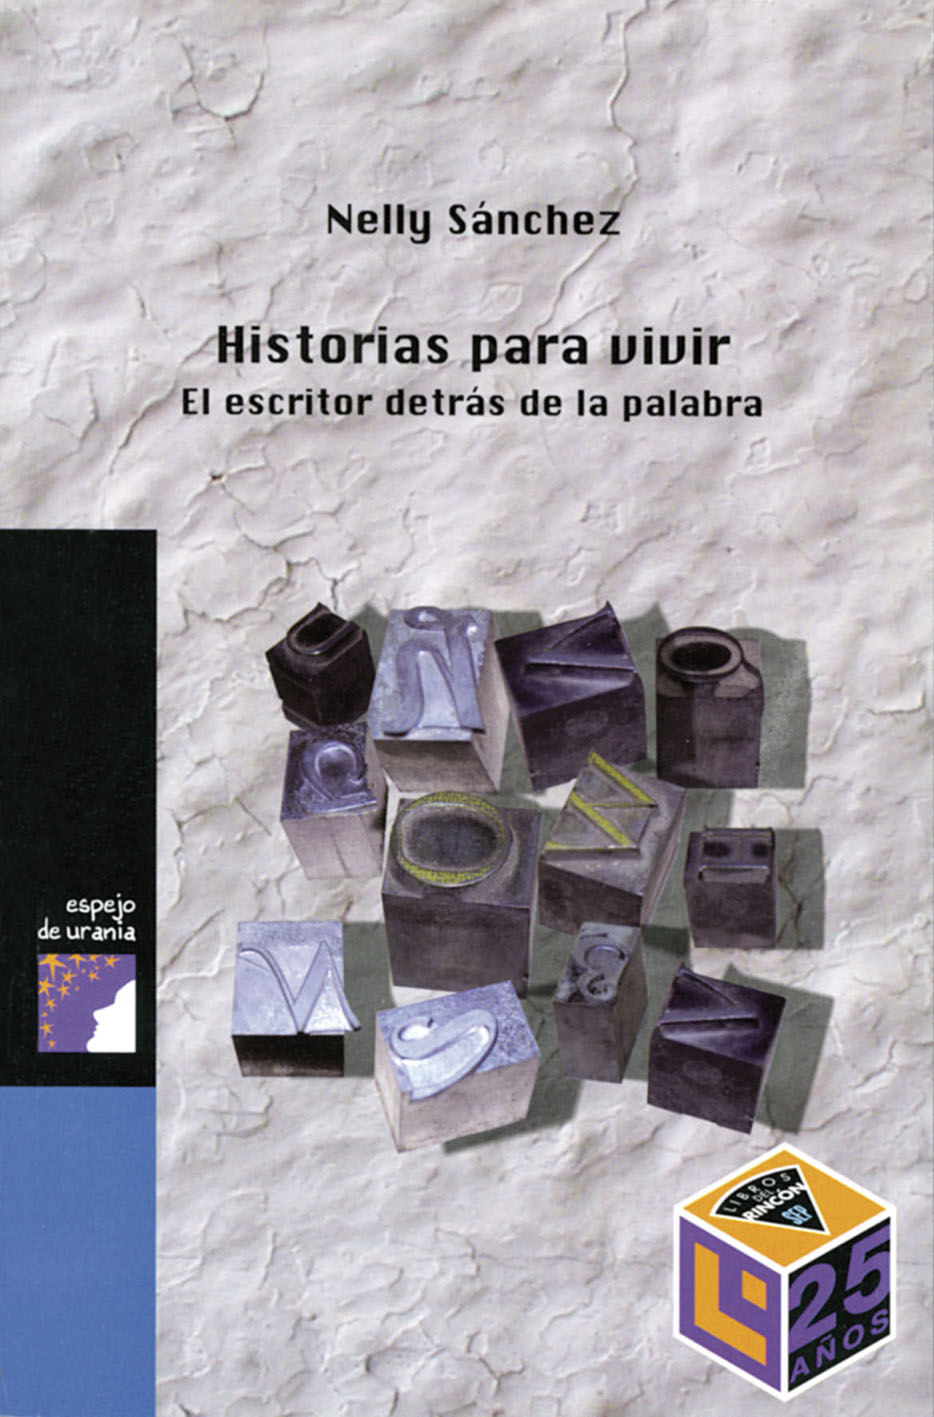 Nelly Sánchez
Historias para vivir
El escritor detrás de la palabra
espejo
de urania
LIBROS
DEL
RINCÓN
SEP
25
AÑOS